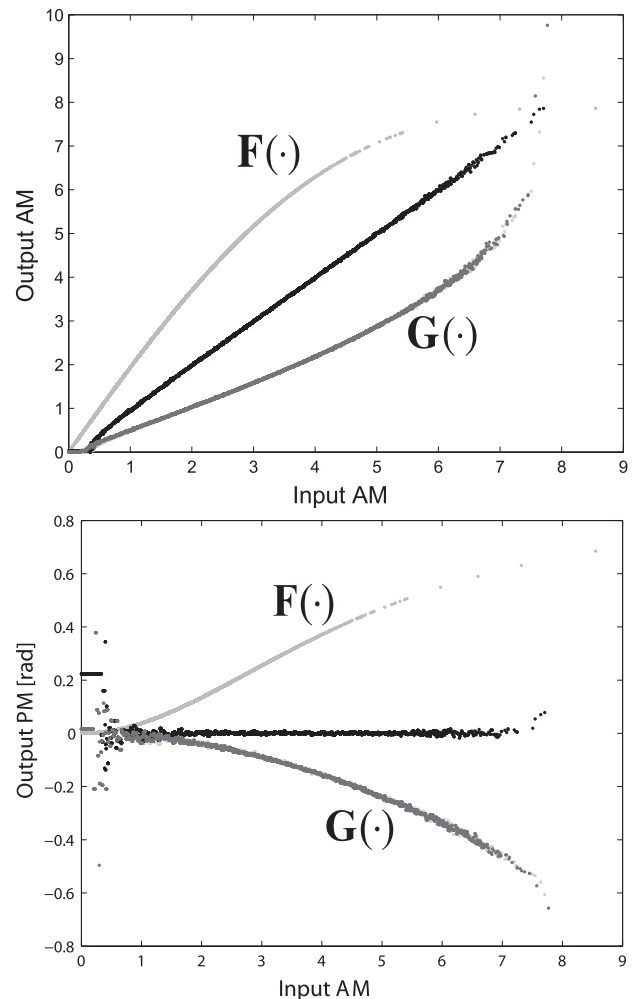 10
9
8
7
6
5
4
3
2
1
0
Output AM
F(·)
G(·)
0 1 2 3 4 5 6 7 8 9
Input AM
0.8
0.6
0.4
0.2
0
−0.2
−0.4
−0.6
−0.8
Output PM [rad]
F(·)
G(·)
0 1 2 3 4 5 6 7 8 9
Input AM